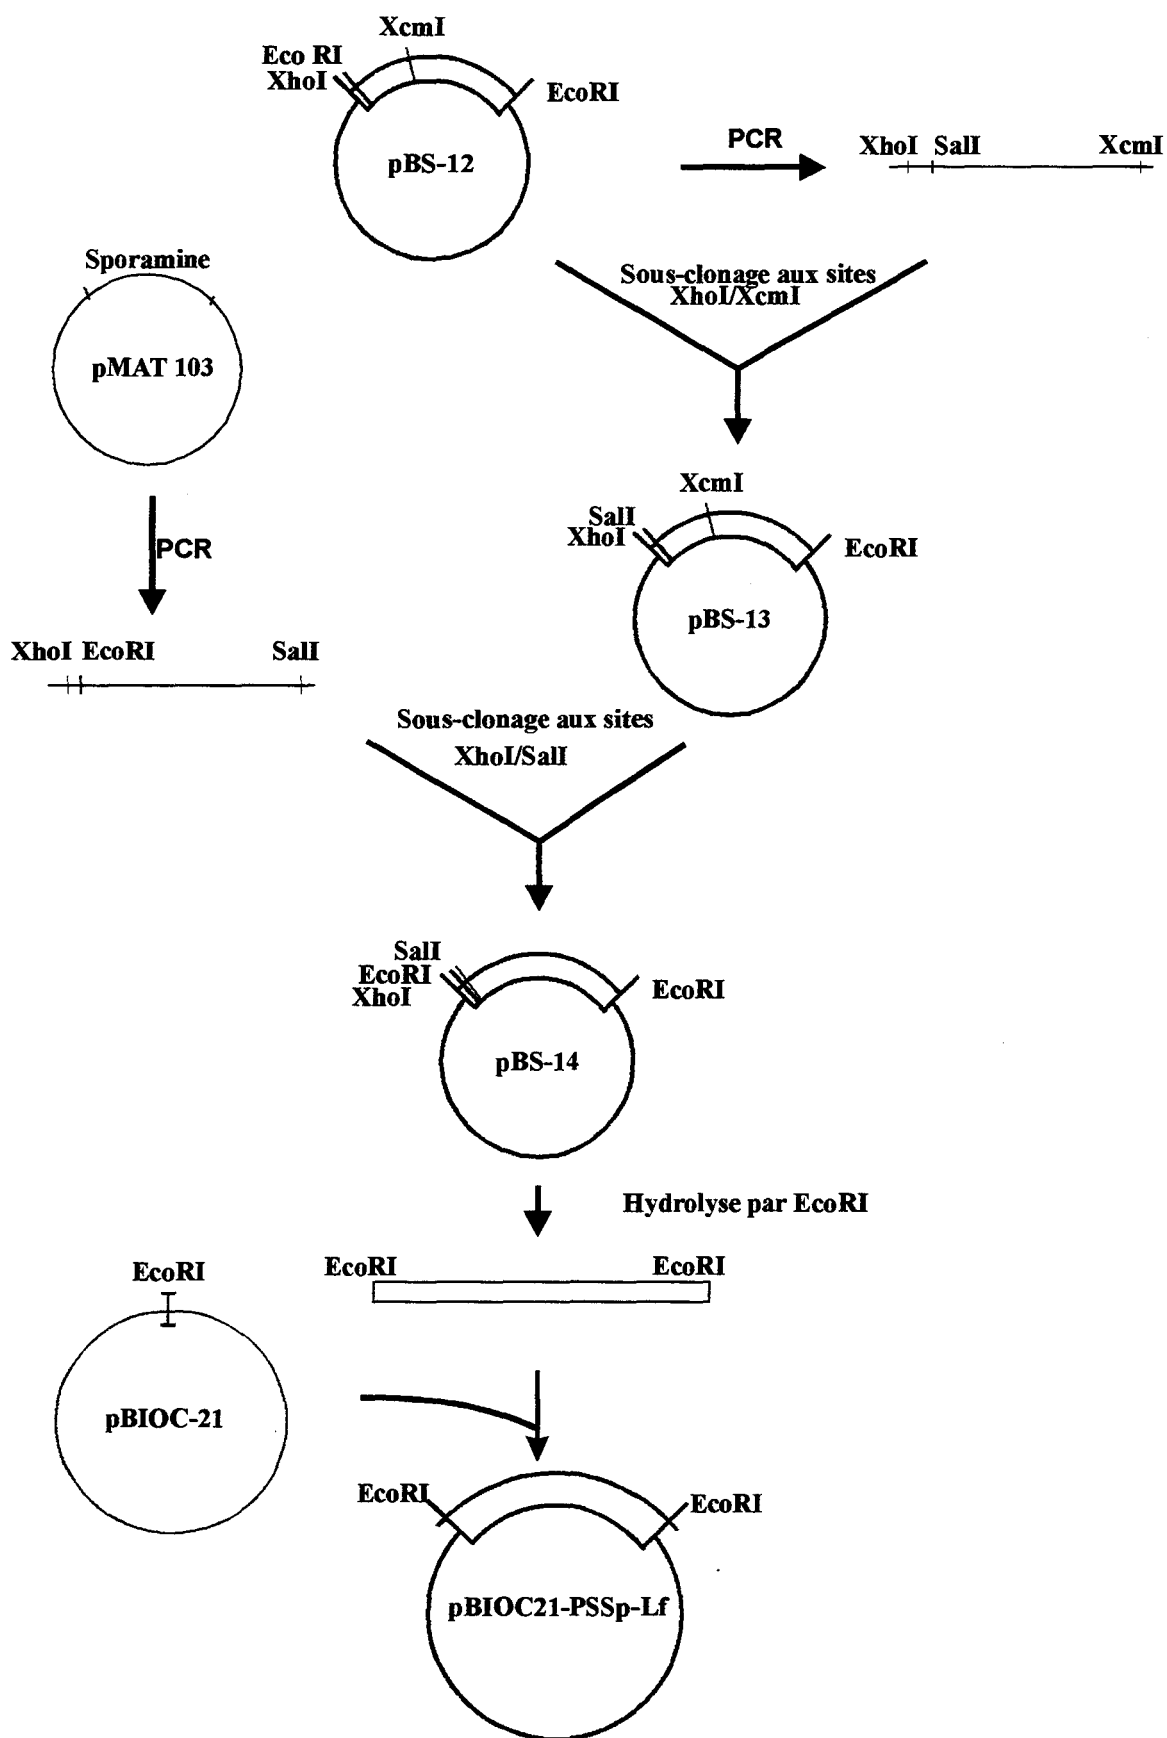 XcmI
Eco RI
XhoI
EcoRI
pBS-12
PCR
XhoI SalI XcmI
Sporamine
pMAT 103
Sous-clonage aux sites
XhoI/XcmI
PCR
XcmI
SalI
XhoI
EcoRI
pBS-13
XhoI EcoRI SalI
Sous-clonage aux sites
XhoI/SalI
SalI
EcoRI
XhoI
EcoRI
pBS-14
Hydrolyse par EcoRI
EcoRI
EcoRI EcoRI
pBIOC-21
EcoRI
EcoRI
pBIOC21-PSSp-Lf